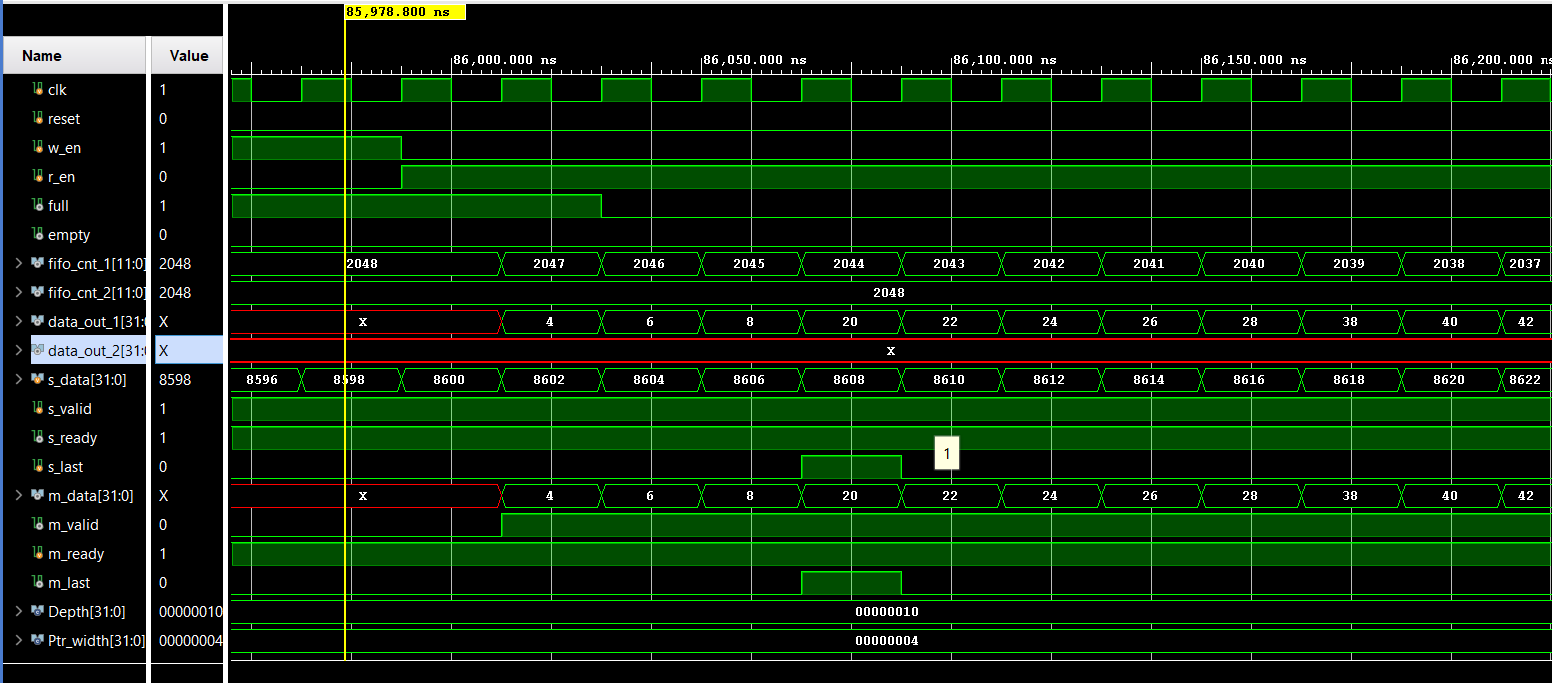 85,978.800 ns
Name Value
86,000.000 ns 86,050.000 ns 86,100.000 ns 86,150.000 ns 86,200.000 ns
clk 1
reset 0
w_en 1
r_en 0
full 1
empty 0
fifo_cnt_1[11:0] 2048 2048 2047 2046 2045 2044 2043 2042 2041 2040 2039 2038 2037
fifo_cnt_2[11:0] 2048 2048
data_out_1[31:0 X X 4 6 8 20 22 24 26 28 38 40 42
data_out_2[31:0 X X
s_data[31:0] 8598 8596 8598 8600 8602 8604 8606 8608 8610 8612 8614 8616 8618 8620 8622
s_valid 1
s_ready 1
s_last 0 1
m_data[31:0] X X 4 6 8 20 22 24 26 28 38 40 42
m_valid 0
m_ready 1
m_last 0
Depth[31:0] 00000010 00000010
Ptr_width[31:0] 00000004 00000004